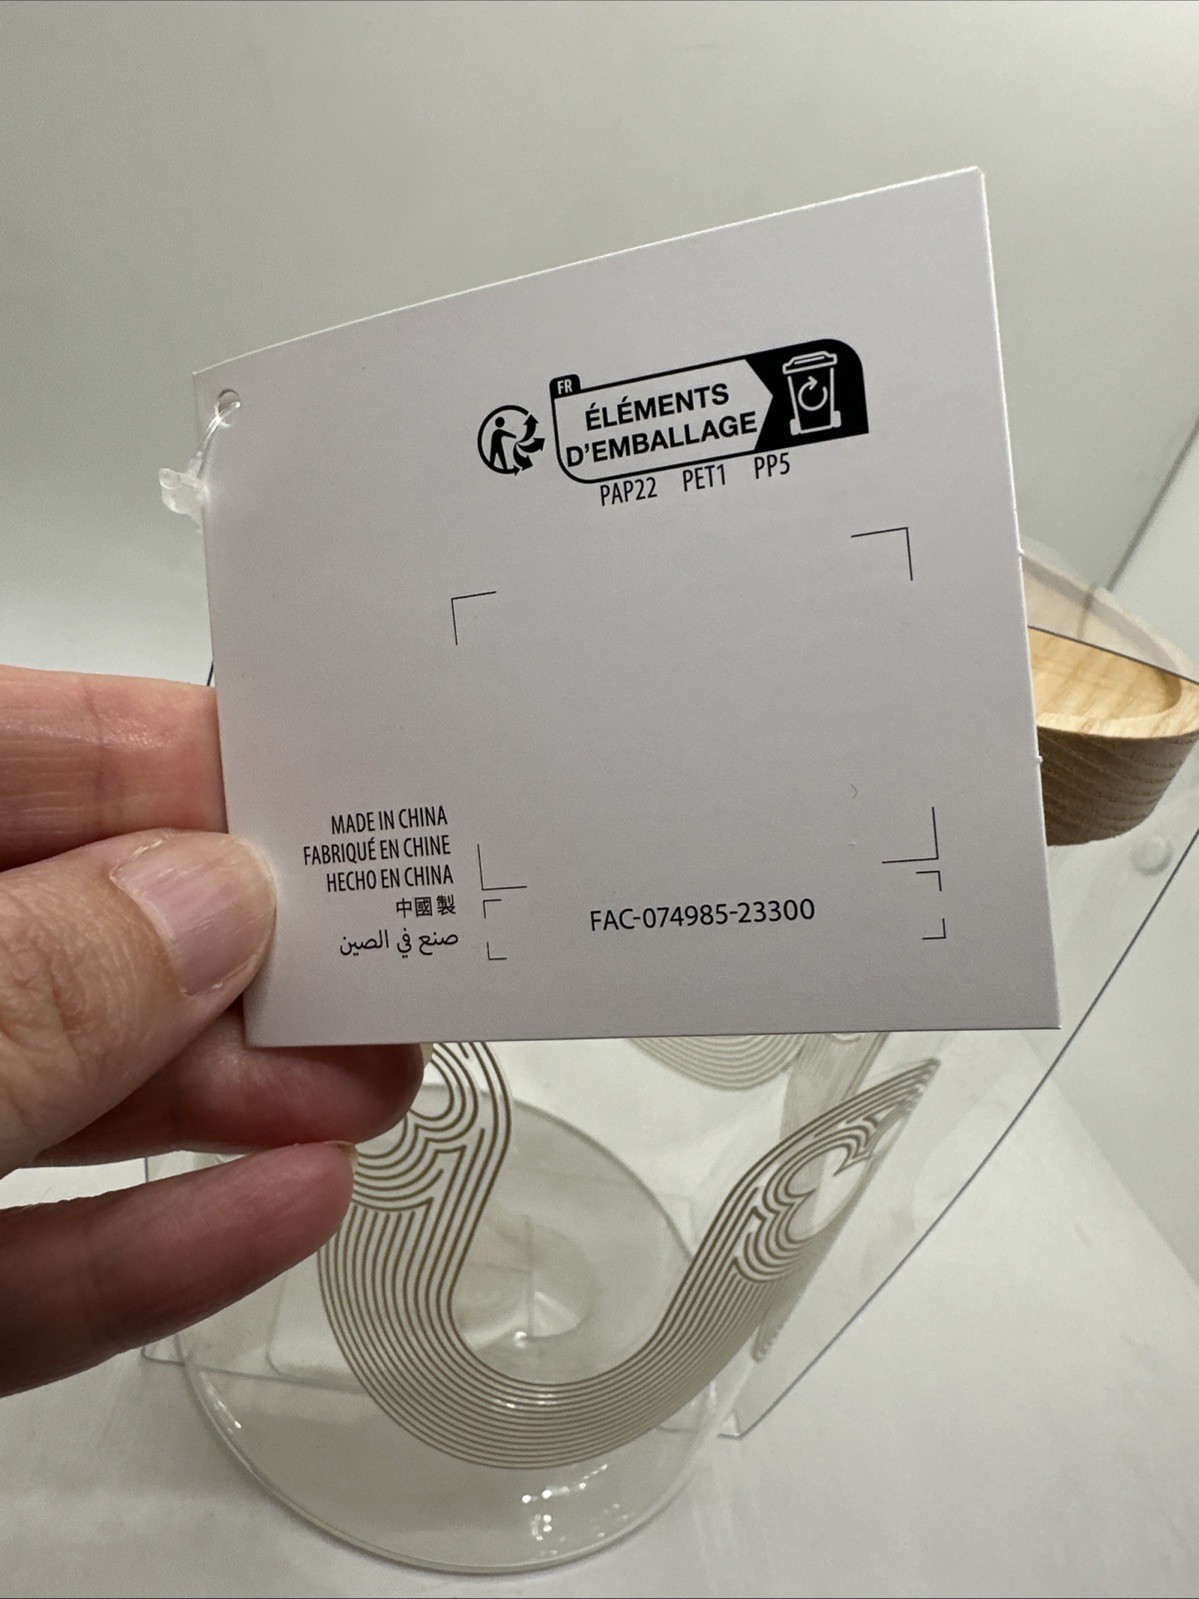 FR
ÉLÉMENTS
D'EMBALLAGE
PAP22 PET1 PP5
MADE IN CHINA
FABRIQUÉ EN CHINE
HECHO EN CHINA
中國製
صنع في الصين
FAC-074985-23300